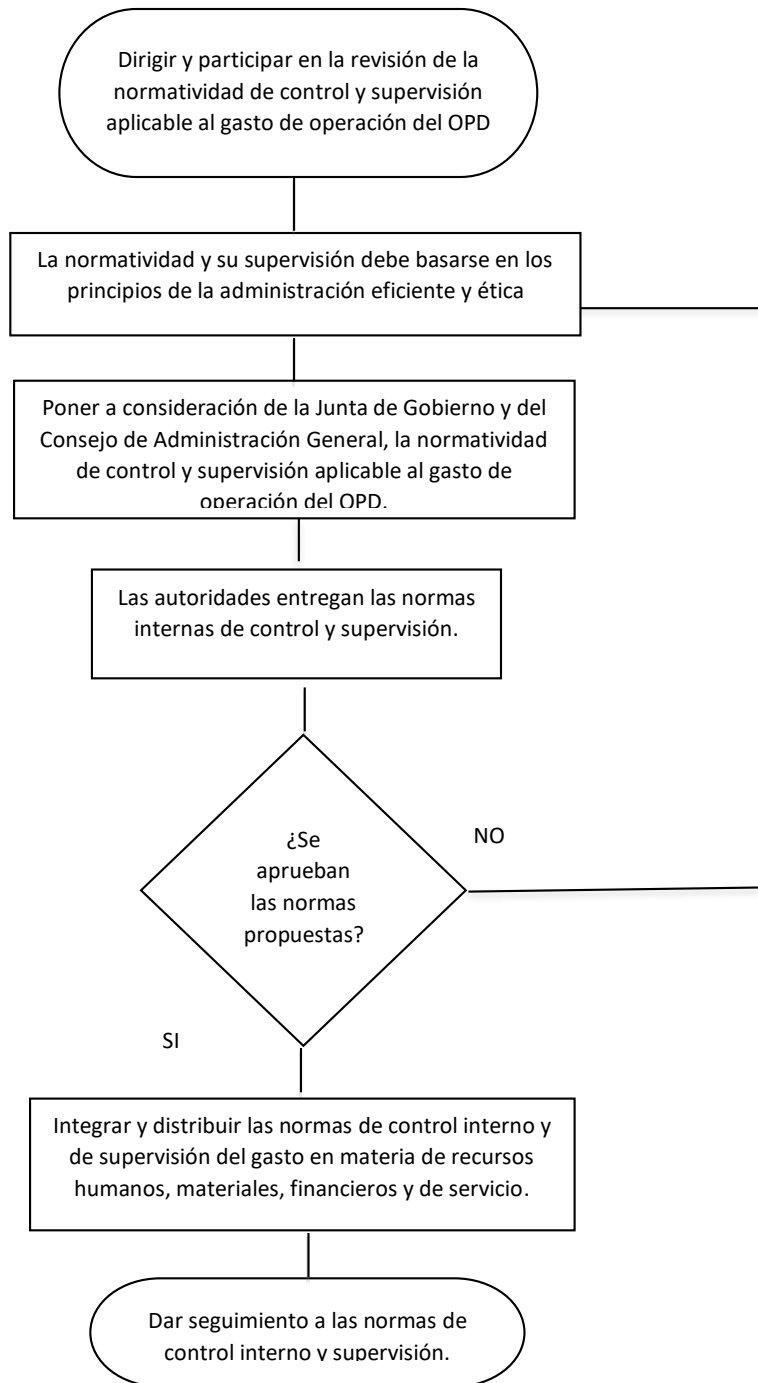 Dirigir y participar en la revisión de la
normatividad de control y supervisión
aplicable al gasto de operación del OPD
La normatividad y su supervisión debe basarse en los
principios de la administración eficiente y ética
Poner a consideración de la Junta de Gobierno y del
Consejo de Administración General, la normatividad
de control y supervisión aplicable al gasto de
operación del OPD.
Las autoridades entregan las normas
internas de control y supervisión.
¿Se
aprueban
las normas
propuestas?
NO
SI
Integrar y distribuir las normas de control interno y
de supervisión del gasto en materia de recursos
humanos, materiales, financieros y de servicio.
Dar seguimiento a las normas de
control interno y supervisión.